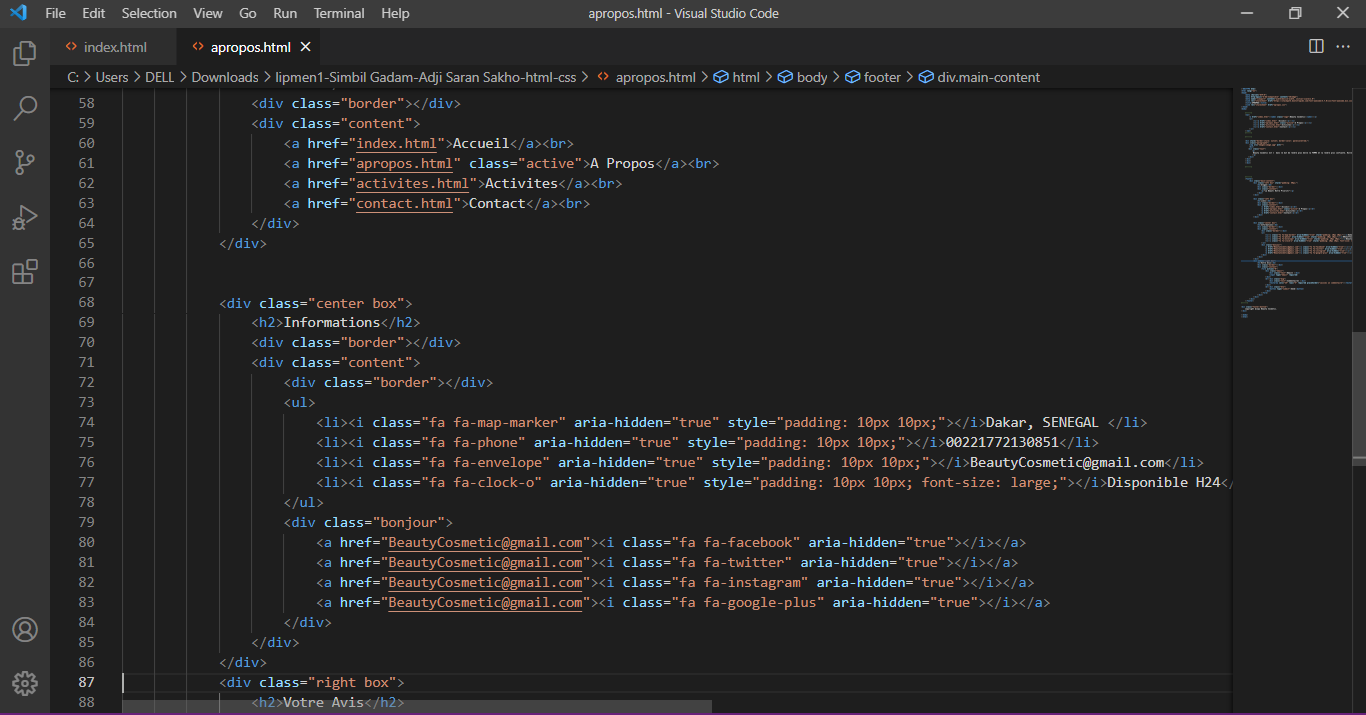 File Edit Selection View Go Run Terminal Help apropos.html - Visual Studio Code
index.html apropos.html
C: > Users > DELL > Downloads > lipmen1-Simbil Gadam-Adji Saran Sakho-html-css > apropos.html > html > body > footer > div.main-content
58 <div class="border"></div>
59 <div class="content">
60 <a href="index.html">Accueil</a><br>
61 <a href="apropos.html" class="active">A Propos</a><br>
62 <a href="activites.html">Activites</a><br>
63 <a href="contact.html">Contact</a><br>
64 </div>
65 </div>
66
67
68 <div class="center box">
69 <h2>Informations</h2>
70 <div class="border"></div>
71 <div class="content">
72 <div class="border"></div>
73 <ul>
74 <li><i class="fa fa-map-marker" aria-hidden="true" style="padding: 10px 10px;"></i>Dakar, SENEGAL </li>
75 <li><i class="fa fa-phone" aria-hidden="true" style="padding: 10px 10px;"></i>00221772130851</li>
76 <li><i class="fa fa-envelope" aria-hidden="true" style="padding: 10px 10px;"></i>BeautyCosmetic@gmail.com</li>
77 <li><i class="fa fa-clock-o" aria-hidden="true" style="padding: 10px 10px; font-size: large;"></i>Disponible H24</
78 </ul>
79 <div class="bonjour">
80 <a href="BeautyCosmetic@gmail.com"><i class="fa fa-facebook" aria-hidden="true"></i></a>
81 <a href="BeautyCosmetic@gmail.com"><i class="fa fa-twitter" aria-hidden="true"></i></a>
82 <a href="BeautyCosmetic@gmail.com"><i class="fa fa-instagram" aria-hidden="true"></i></a>
83 <a href="BeautyCosmetic@gmail.com"><i class="fa fa-google-plus" aria-hidden="true"></i></a>
84 </div>
85 </div>
86 </div>
87 <div class="right box">
88 <h2>Votre Avis</h2>